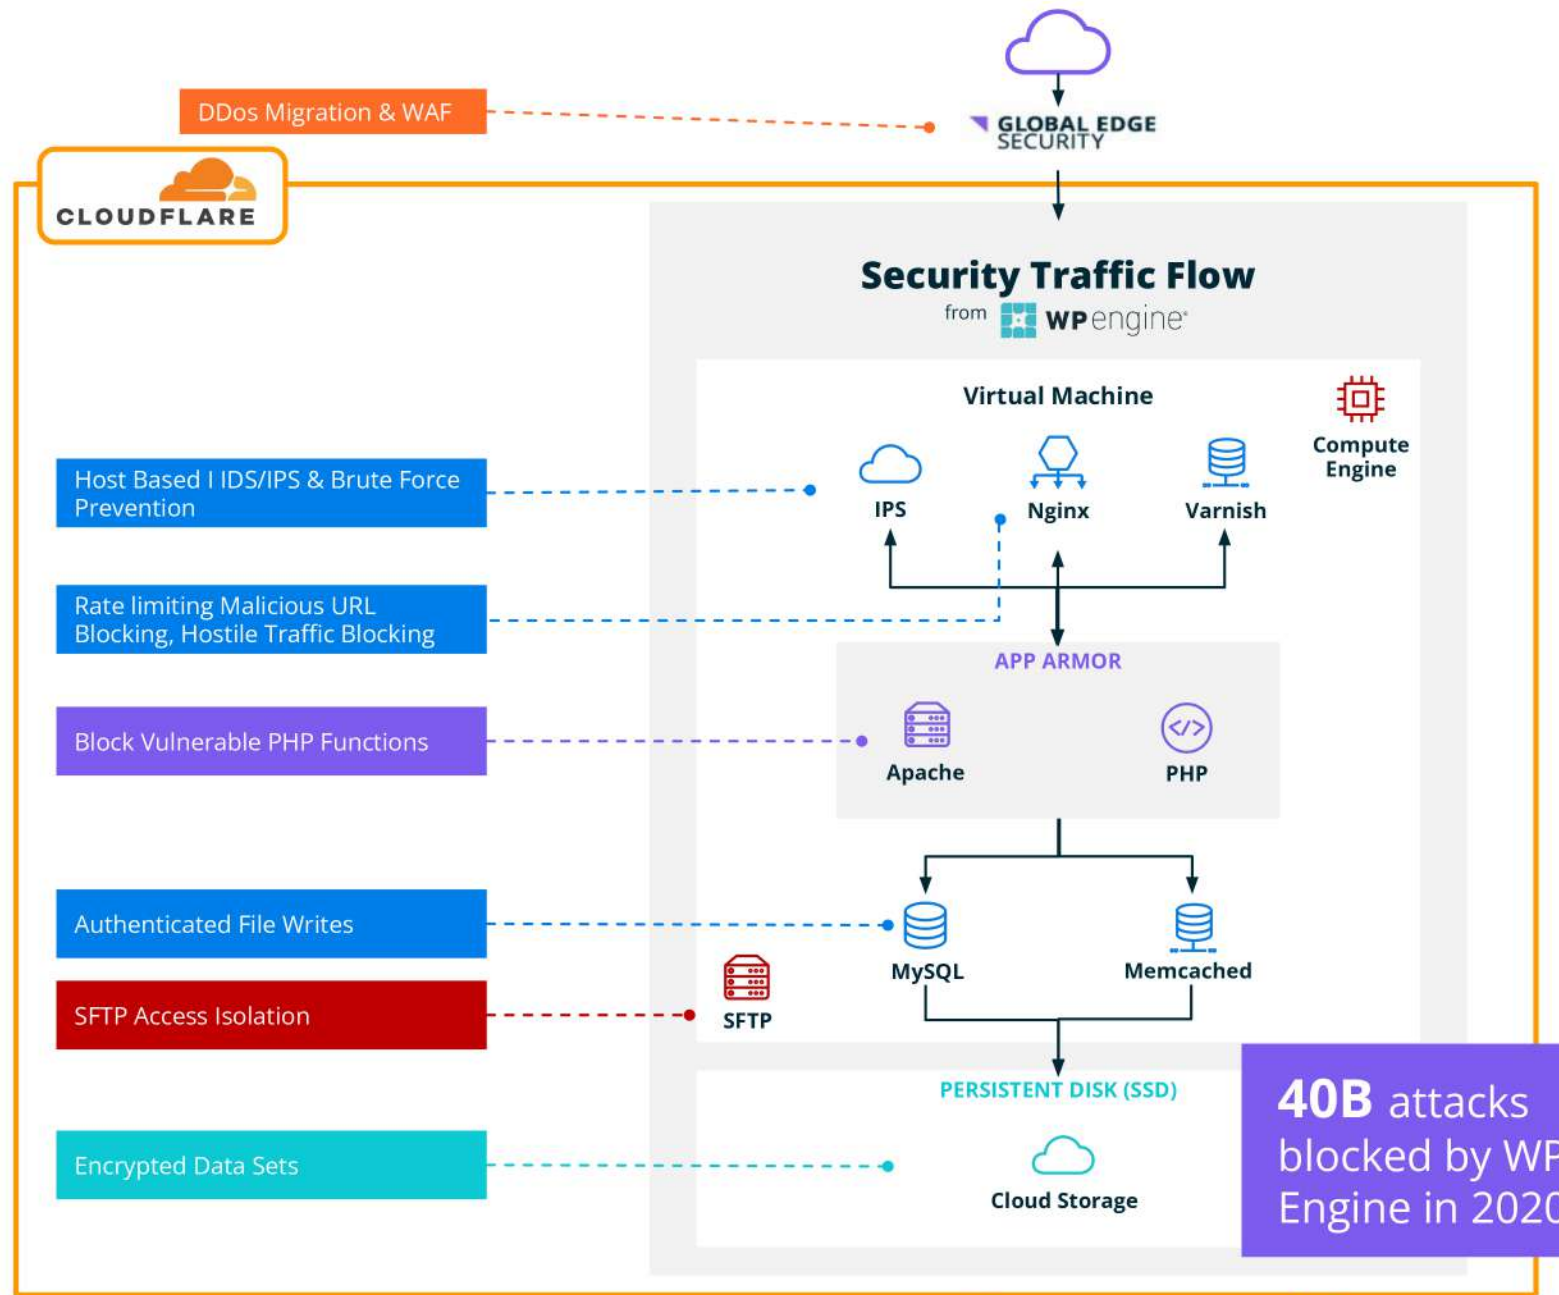 DDos Migration & WAF
GLOBAL EDGE
SECURITY
CLOUDFLARE
Security Traffic Flow
from WPengine®
Virtual Machine
Compute
Engine
Host Based I IDS/IPS & Brute Force
Prevention
IPS
Nginx
Varnish
Rate limiting Malicious URL
Blocking, Hostile Traffic Blocking
APP ARMOR
Block Vulnerable PHP Functions
Apache
PHP
Authenticated File Writes
MySQL
Memcached
SFTP Access Isolation
SFTP
PERSISTENT DISK (SSD)
40B attacks
blocked by WP
Engine in 2020
Encrypted Data Sets
Cloud Storage